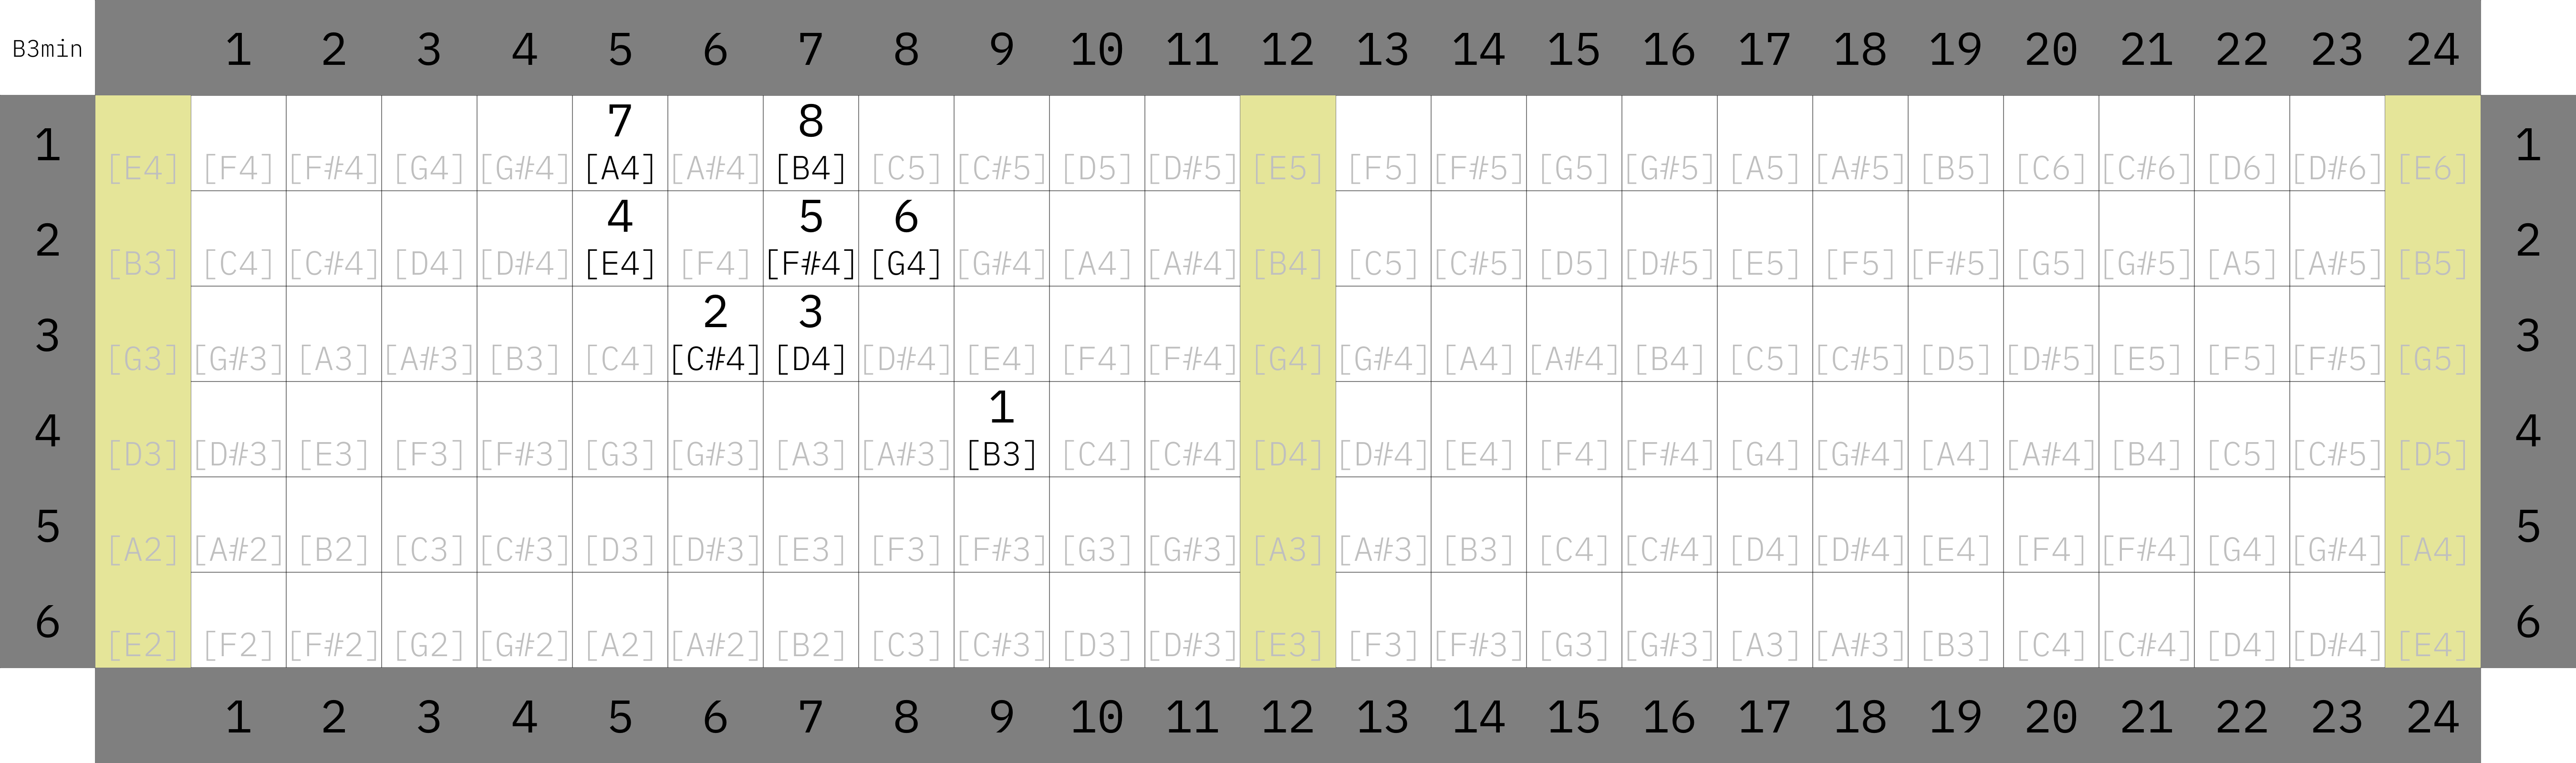 B3min 1 2 3 4 5 6 7 8 9 10 11 12 13 14 15 16 17 18 19 20 21 22 23 24
7 8
1 [E4] [F4] [F#4] [G4] [G#4] [A4] [A#4] [B4] [C5] [C#5] [D5] [D#5] [E5] [F5] [F#5] [G5] [G#5] [A5] [A#5] [B5] [C6] [C#6] [D6] [D#6] [E6] 1
4 5 6
2 [B3] [C4] [C#4] [D4] [D#4] [E4] [F4] [F#4] [G4] [G#4] [A4] [A#4] [B4] [C5] [C#5] [D5] [D#5] [E5] [F5] [F#5] [G5] [G#5] [A5] [A#5] [B5] 2
2 3
3 [G3] [G#3] [A3] [A#3] [B3] [C4] [C#4] [D4] [D#4] [E4] [F4] [F#4] [G4] [G#4] [A4] [A#4] [B4] [C5] [C#5] [D5] [D#5] [E5] [F5] [F#5] [G5] 3
1
4 [D3] [D#3] [E3] [F3] [F#3] [G3] [G#3] [A3] [A#3] [B3] [C4] [C#4] [D4] [D#4] [E4] [F4] [F#4] [G4] [G#4] [A4] [A#4] [B4] [C5] [C#5] [D5] 4
5 [A2] [A#2] [B2] [C3] [C#3] [D3] [D#3] [E3] [F3] [F#3] [G3] [G#3] [A3] [A#3] [B3] [C4] [C#4] [D4] [D#4] [E4] [F4] [F#4] [G4] [G#4] [A4] 5
6 [E2] [F2] [F#2] [G2] [G#2] [A2] [A#2] [B2] [C3] [C#3] [D3] [D#3] [E3] [F3] [F#3] [G3] [G#3] [A3] [A#3] [B3] [C4] [C#4] [D4] [D#4] [E4] 6
1 2 3 4 5 6 7 8 9 10 11 12 13 14 15 16 17 18 19 20 21 22 23 24